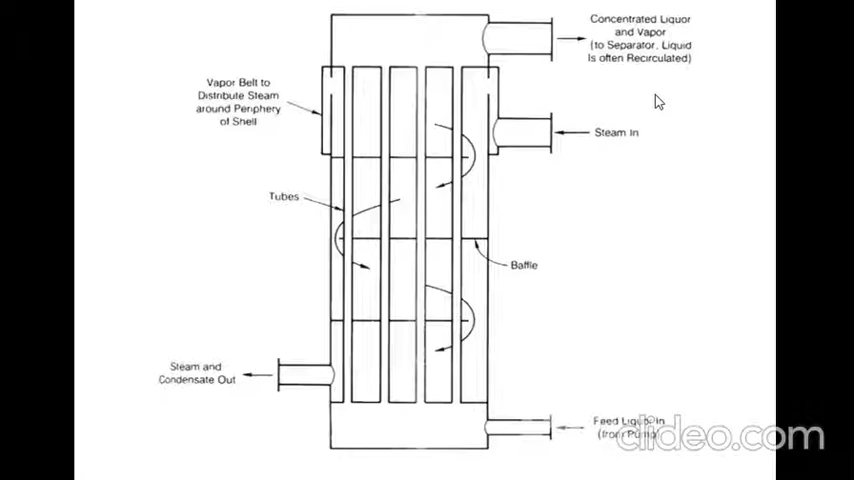 Concentrated Liquor
and Vapor
(to Separator, Liquid
Is often Recirculated)
Vapor Belt to
Distribute Steam
around Periphery
of Shell
Steam In
Tubes
Baffle
Steam and
Condensate Out
Feed Liquid In
(from Pump)
clideo.com